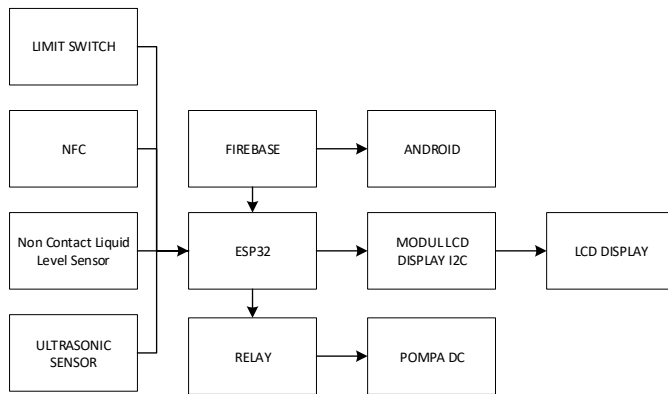 LIMIT SWITCH
NFC
FIREBASE
ANDROID
Non Contact Liquid
Level Sensor
ESP32
MODUL LCD
DISPLAY I2C
LCD DISPLAY
ULTRASONIC
SENSOR
RELAY
POMPA DC